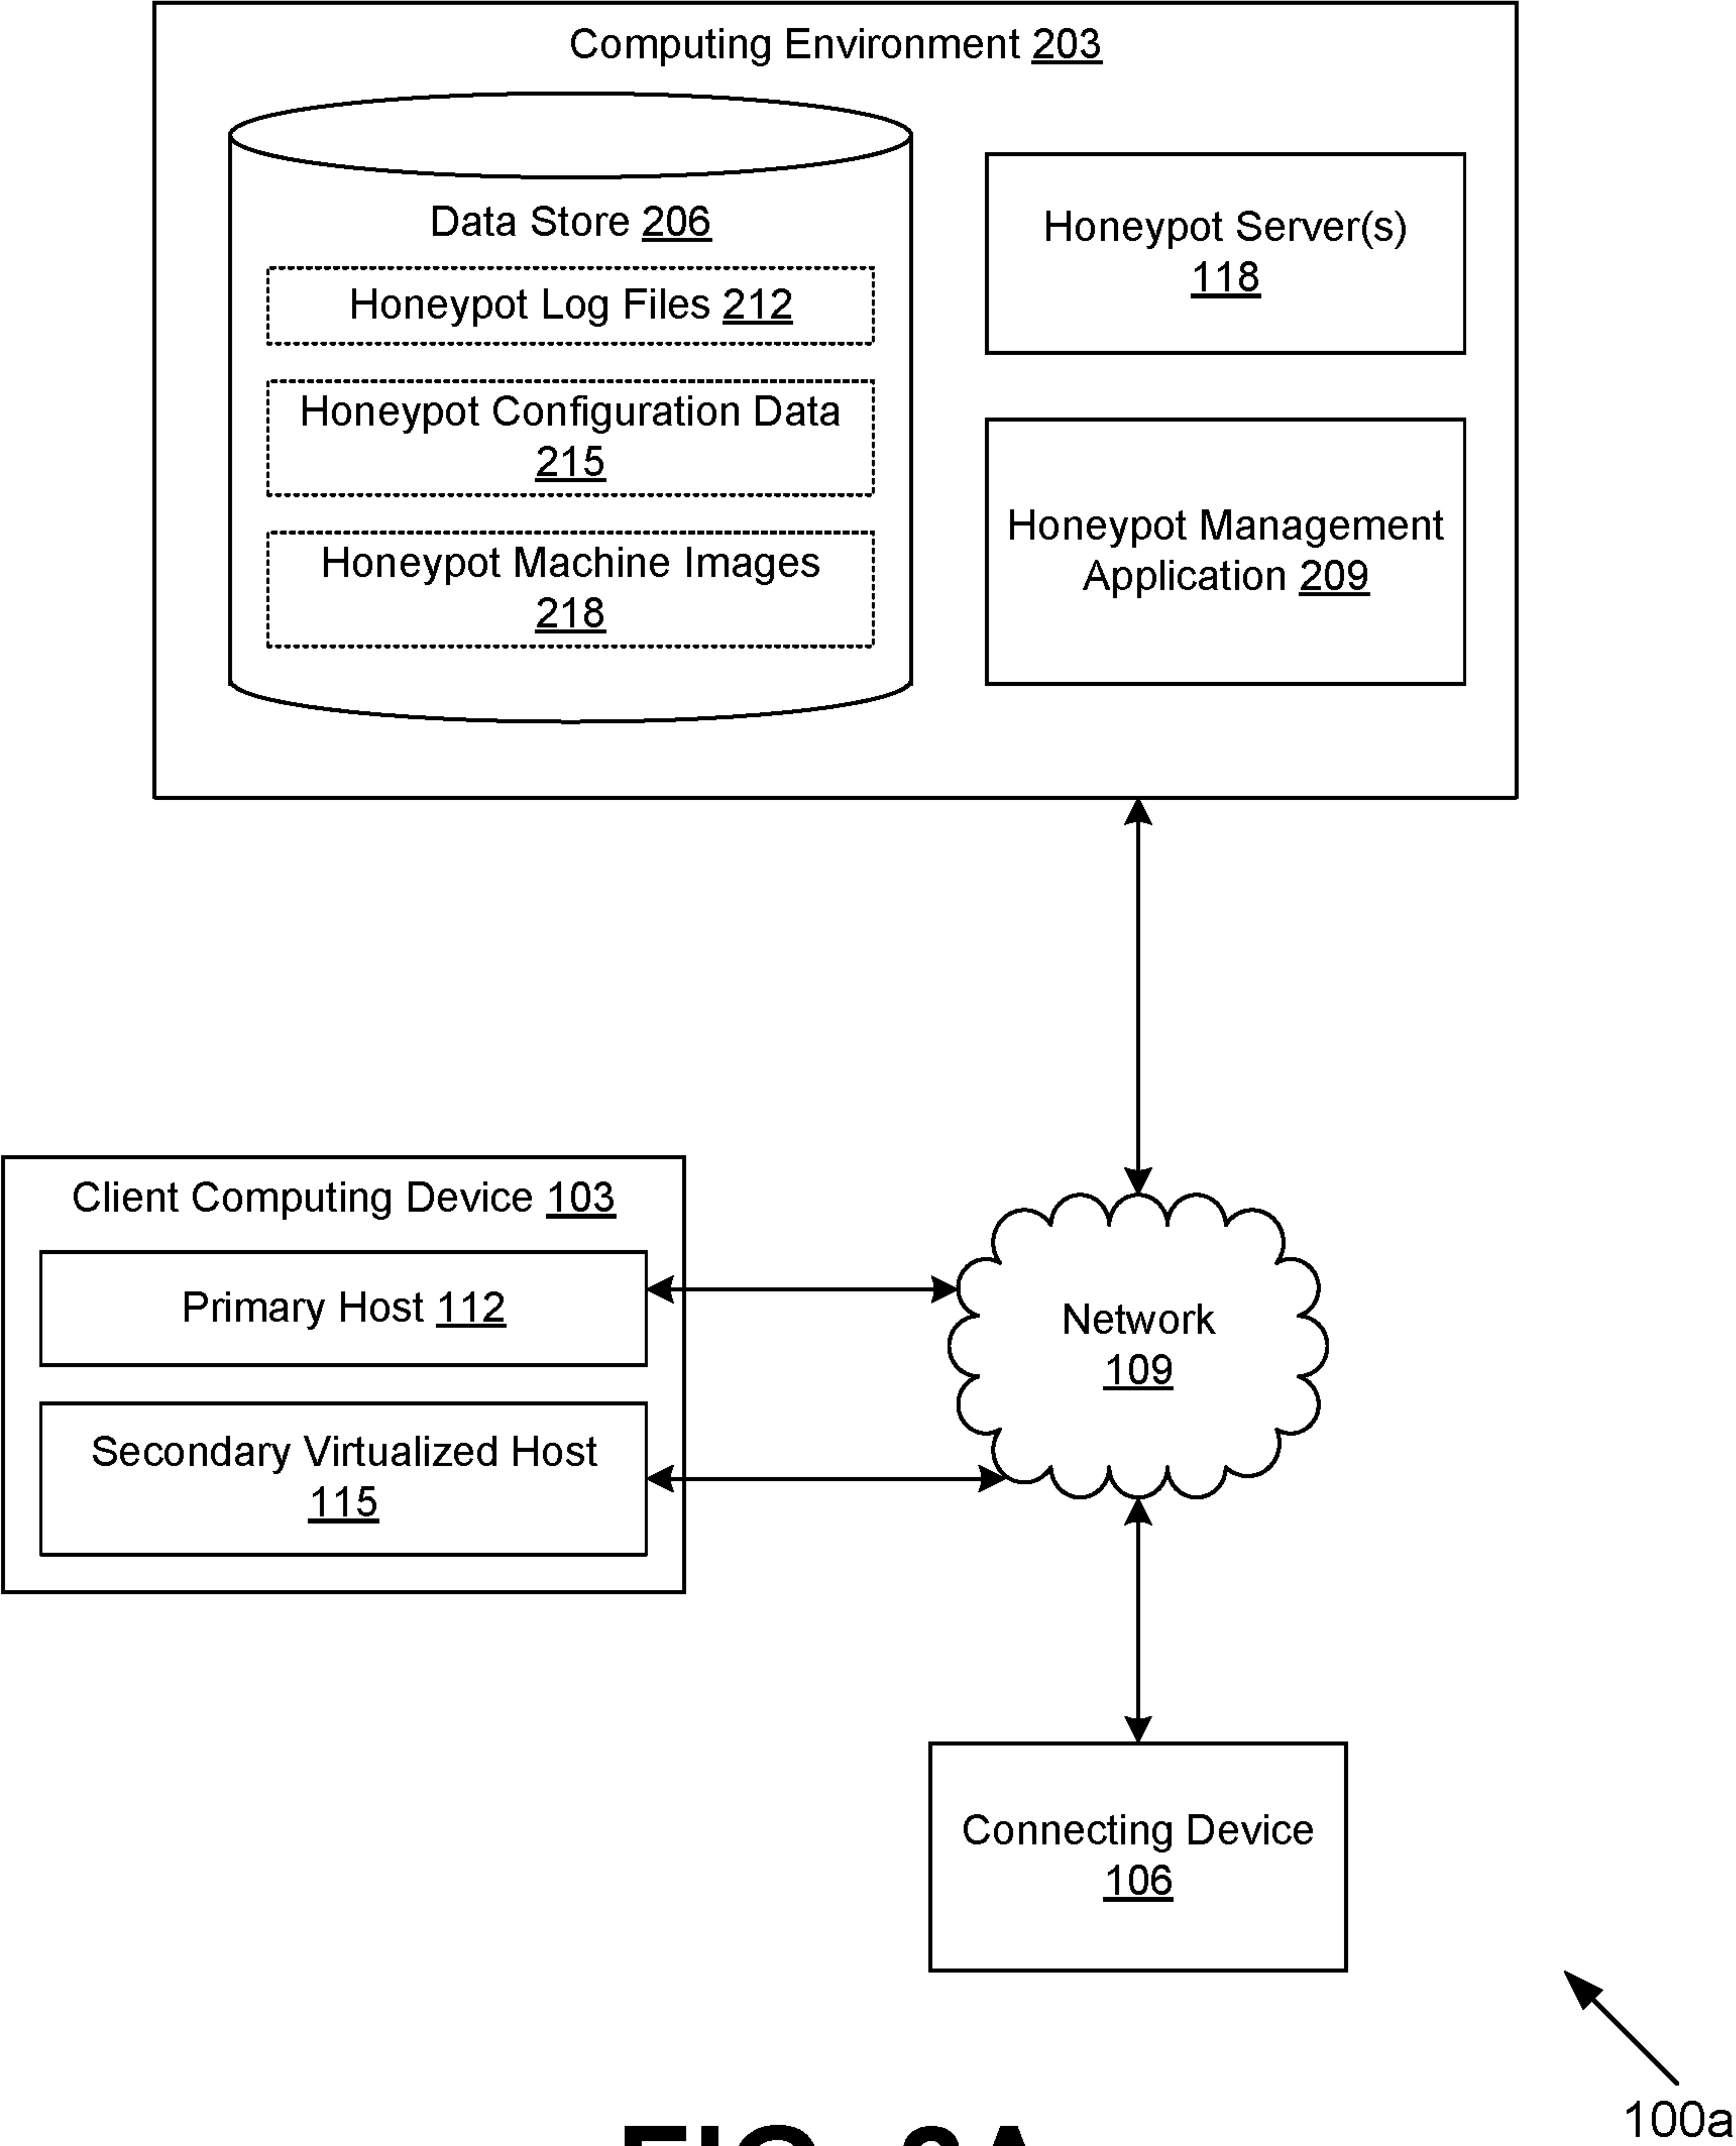 Computing Environment 203
Data Store 206
Honeypot Log Files 212
Honeypot Configuration Data
215
Honeypot Machine Images
218
Honeypot Server(s)
118
Honeypot Management
Application 209
Client Computing Device 103
Primary Host 112
Secondary Virtualized Host
115
Network
109
Connecting Device
106
100a